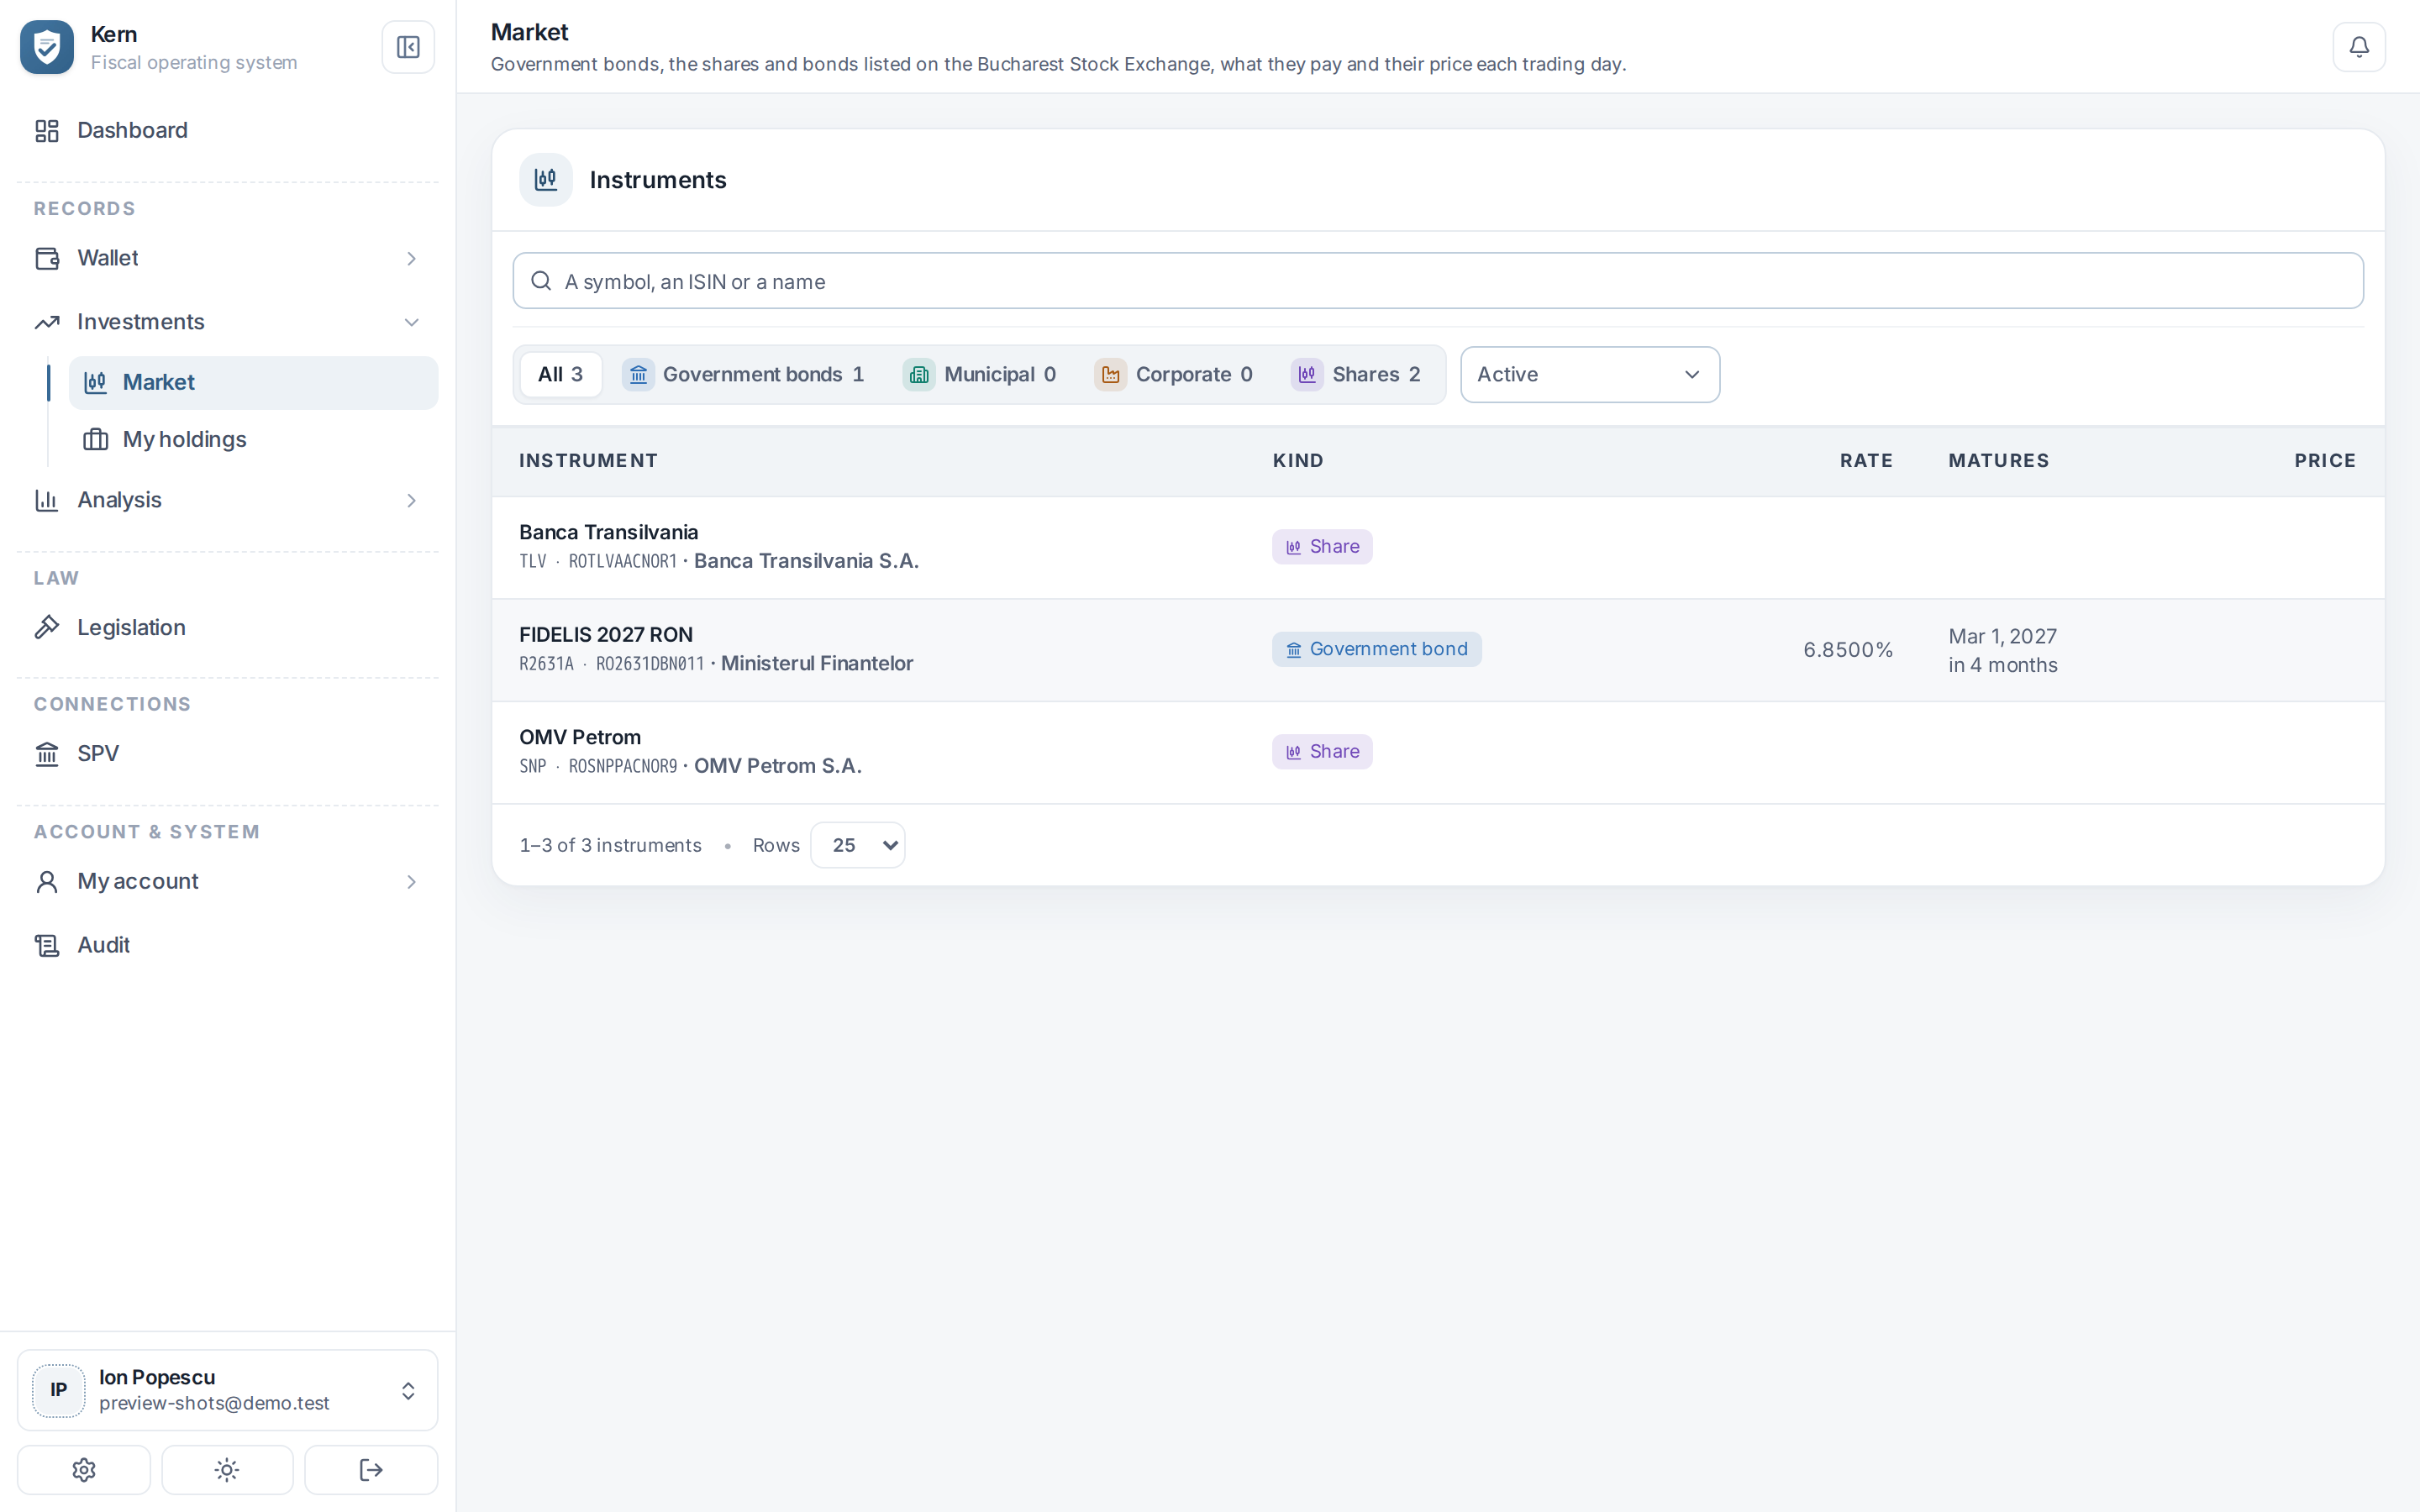 Kern
Fiscal operating system
Dashboard
RECORDS
Wallet
Investments
Market
My holdings
Analysis
LAW
Legislation
CONNECTIONS
SPV
ACCOUNT & SYSTEM
My account
Audit
IP
Ion Popescu
preview-shots@demo.test
Market
Government bonds, the shares and bonds listed on the Bucharest Stock Exchange, what they pay and their price each trading day.
Instruments
A symbol, an ISIN or a name
All 3 Government bonds 1 Municipal 0 Corporate 0 Shares 2 Active
INSTRUMENT KIND RATE MATURES PRICE
Banca Transilvania
TLV · ROTLVAACNOR1 · Banca Transilvania S.A.
Share
FIDELIS 2027 RON
R2631A · RO2631DBN011 · Ministerul Finantelor
Government bond
6.8500%
Mar 1, 2027
in 4 months
OMV Petrom
SNP · ROSNPPACNOR9 · OMV Petrom S.A.
Share
1–3 of 3 instruments • Rows 25